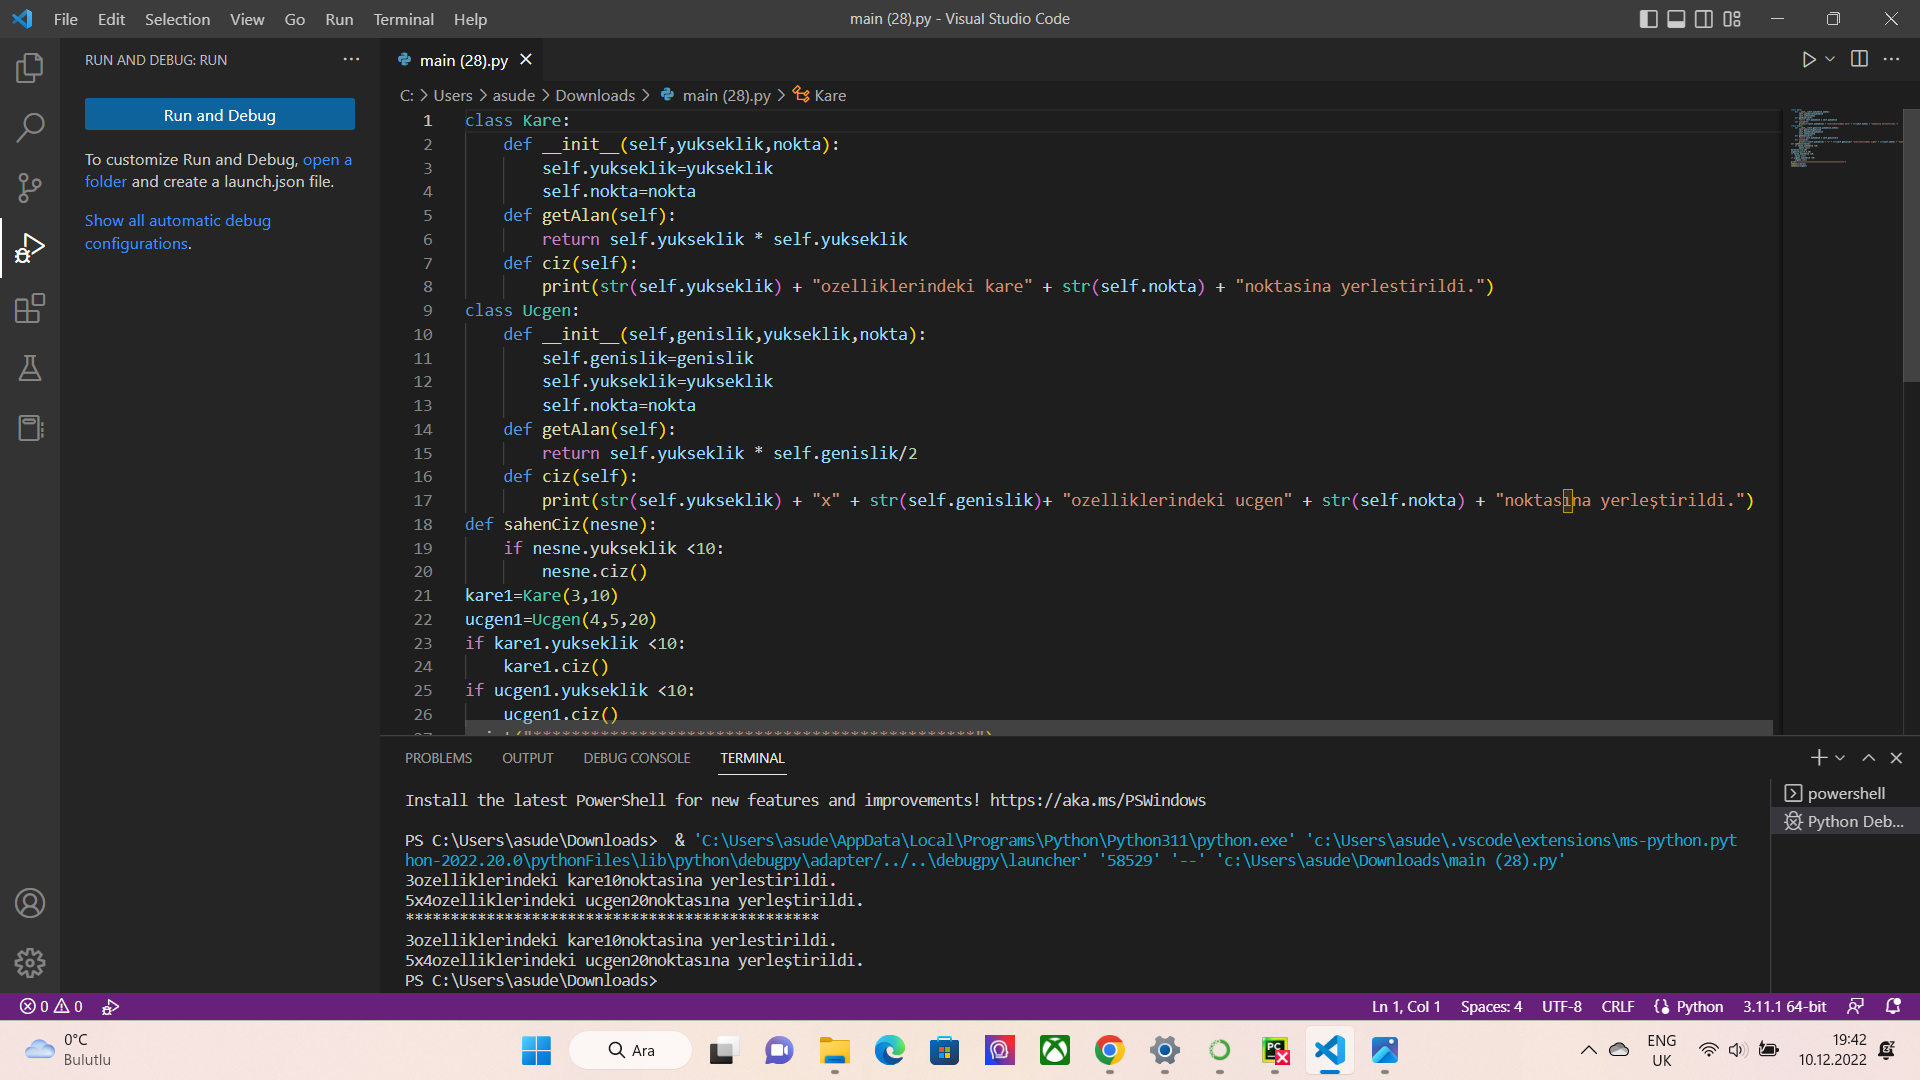 File Edit Selection View Go Run Terminal Help
main (28).py - Visual Studio Code
RUN AND DEBUG: RUN
Run and Debug
To customize Run and Debug, open a
folder and create a launch.json file.
Show all automatic debug
configurations.
main (28).py
C: > Users > asude > Downloads > main (28).py > Kare
1 class Kare:
2 def __init__(self,yukseklik,nokta):
3 self.yukseklik=yukseklik
4 self.nokta=nokta
5 def getAlan(self):
6 return self.yukseklik * self.yukseklik
7 def ciz(self):
8 print(str(self.yukseklik) + "ozelliklerindeki kare" + str(self.nokta) + "noktasina yerlestirildi.")
9 class Ucgen:
10 def __init__(self,genislik,yukseklik,nokta):
11 self.genislik=genislik
12 self.yukseklik=yukseklik
13 self.nokta=nokta
14 def getAlan(self):
15 return self.yukseklik * self.genislik/2
16 def ciz(self):
17 print(str(self.yukseklik) + "x" + str(self.genislik)+ "ozelliklerindeki ucgen" + str(self.nokta) + "noktasına yerleştirildi.")
18 def sahenCiz(nesne):
19 if nesne.yukseklik <10:
20 nesne.ciz()
21 kare1=Kare(3,10)
22 ucgen1=Ucgen(4,5,20)
23 if kare1.yukseklik <10:
24 kare1.ciz()
25 if ucgen1.yukseklik <10:
26 ucgen1.ciz()
PROBLEMS OUTPUT DEBUG CONSOLE TERMINAL
Install the latest PowerShell for new features and improvements! https://aka.ms/PSWindows
PS C:\Users\asude\Downloads> & 'C:\Users\asude\AppData\Local\Programs\Python\Python311\python.exe' 'c:\Users\asude\.vscode\extensions\ms-python.pyt
hon-2022.20.0\pythonFiles\lib\python\debugpy\adapter/../..\debugpy\launcher' '58529' '--' 'c:\Users\asude\Downloads\main (28).py'
3ozelliklerindeki kare10noktasina yerlestirildi.
5x4ozelliklerindeki ucgen20noktasına yerleştirildi.
**********************************************
3ozelliklerindeki kare10noktasina yerlestirildi.
5x4ozelliklerindeki ucgen20noktasına yerleştirildi.
PS C:\Users\asude\Downloads>
powershell
Python Deb...
0 0
Ln 1, Col 1 Spaces: 4 UTF-8 CRLF Python 3.11.1 64-bit
0°C
Bulutlu
Ara
ENG
UK
19:42
10.12.2022